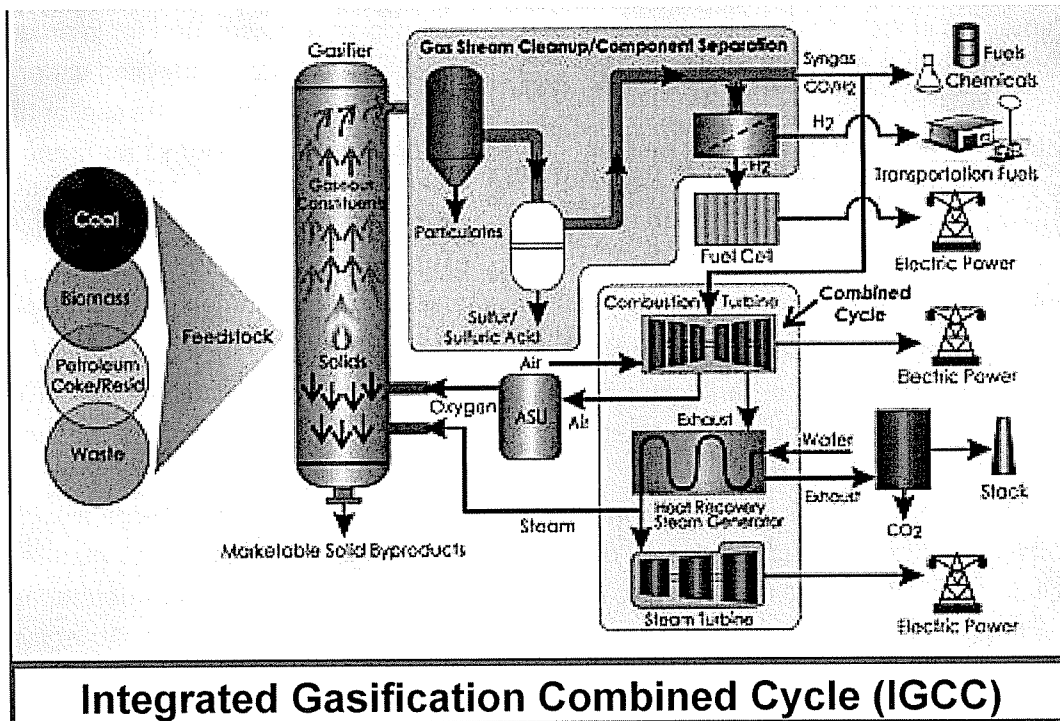 Gasifier
Gas Stream Cleanup/Component Separation
Gaseous
Constituents
Solids
Coal
Biomass
Petroleum
Coke/Resid
Waste
Feedstock
Particulates
Sulfur/
Sulfuric Acid
Syngas
CO/H2
H2
H2
Fuel Cell
Fuels
Chemicals
Transportation Fuels
Electric Power
Combustion Turbine
Combined
Cycle
Electric Power
Air
Oxygen
ASU
Air
Exhaust
Water
Heat Recovery
Steam Generator
Exhaust
CO2
Stack
Steam
Marketable Solid Byproducts
Steam Turbine
Electric Power
Integrated Gasification Combined Cycle (IGCC)